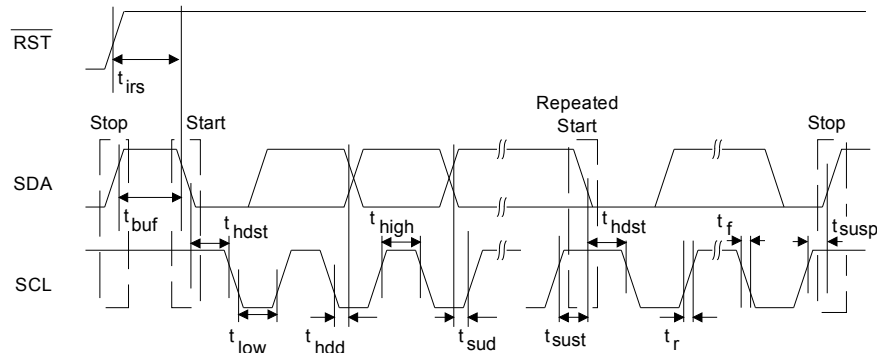 RST
t irs
Repeated
Stop Start Start Stop
SDA
t buf t hdst t high t hdst t f t susp
SCL
t low t hdd t sud t sust t r